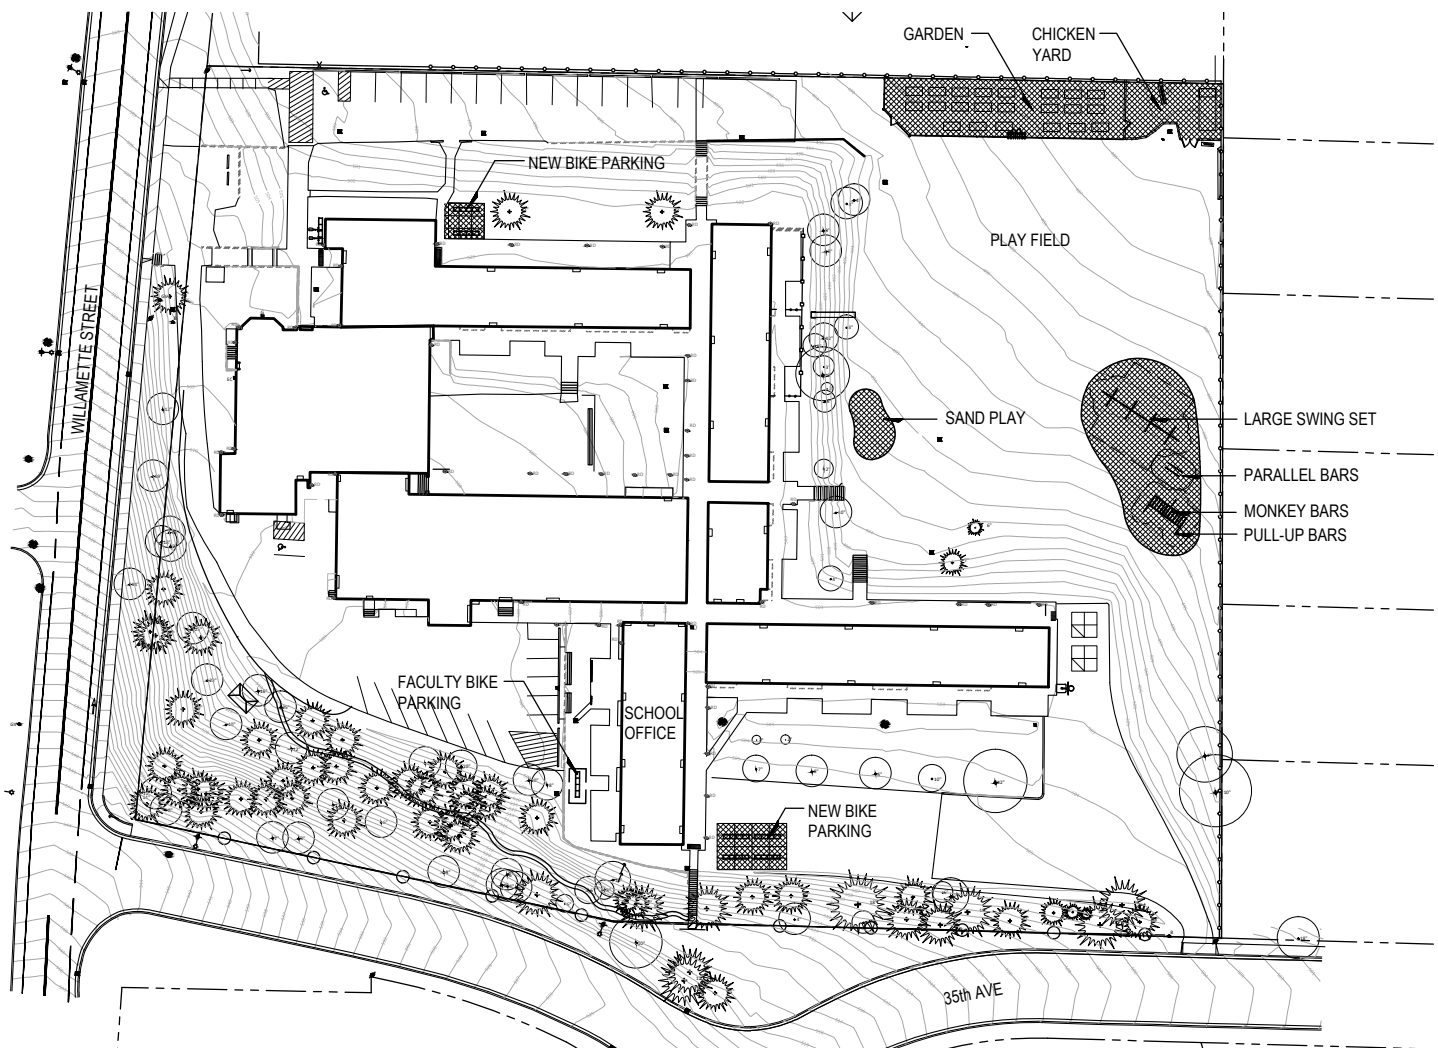 GARDEN
CHICKEN
YARD
NEW BIKE PARKING
PLAY FIELD
WILLAMETTE STREET
SAND PLAY
LARGE SWING SET
PARALLEL BARS
MONKEY BARS
PULL-UP BARS
FACULTY BIKE
PARKING
SCHOOL
OFFICE
NEW BIKE
PARKING
35th AVE